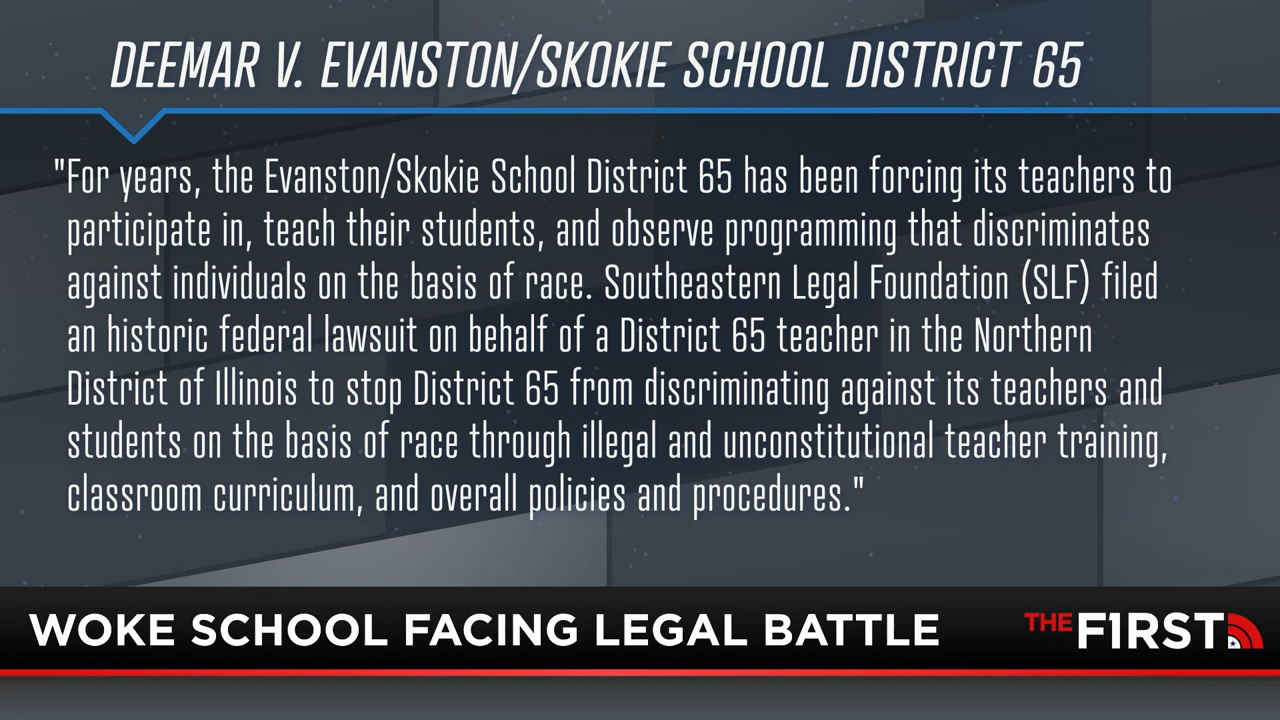 DEEMAR V. EVANSTON/SKOKIE SCHOOL DISTRICT 65
"For years, the Evanston/Skokie School District 65 has been forcing its teachers to
participate in, teach their students, and observe programming that discriminates
against individuals on the basis of race. Southeastern Legal Foundation (SLF) filed
an historic federal lawsuit on behalf of a District 65 teacher in the Northern
District of Illinois to stop District 65 from discriminating against its teachers and
students on the basis of race through illegal and unconstitutional teacher training,
classroom curriculum, and overall policies and procedures."
WOKE SCHOOL FACING LEGAL BATTLE
THE F1RST